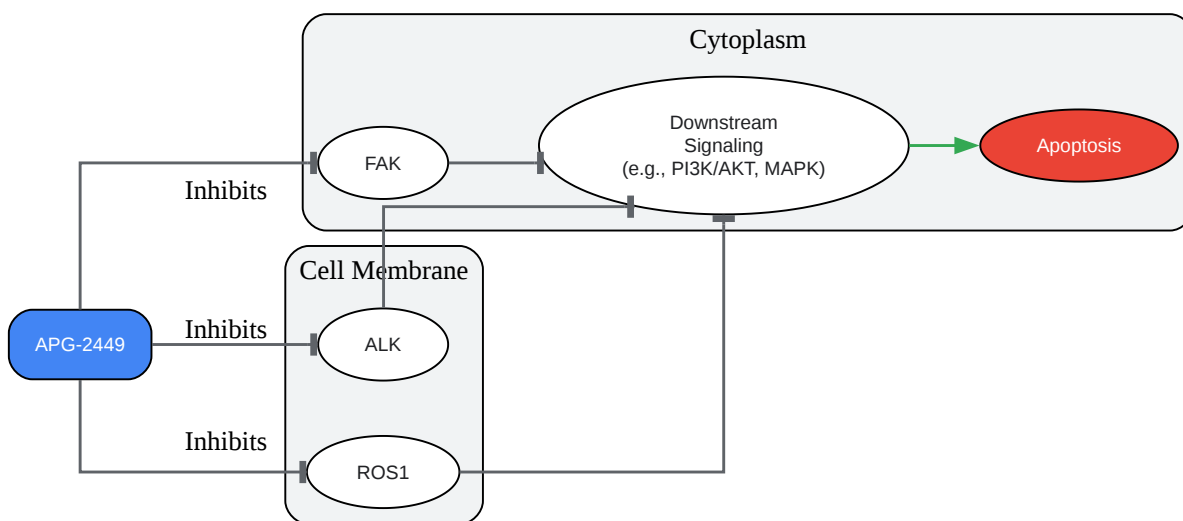 Cytoplasm
Downstream
Signaling
(e.g., PI3K/AKT, MAPK)
Apoptosis
FAK
Inhibits
Cell Membrane
Inhibits
APG-2449
ALK
Inhibits
ROS1